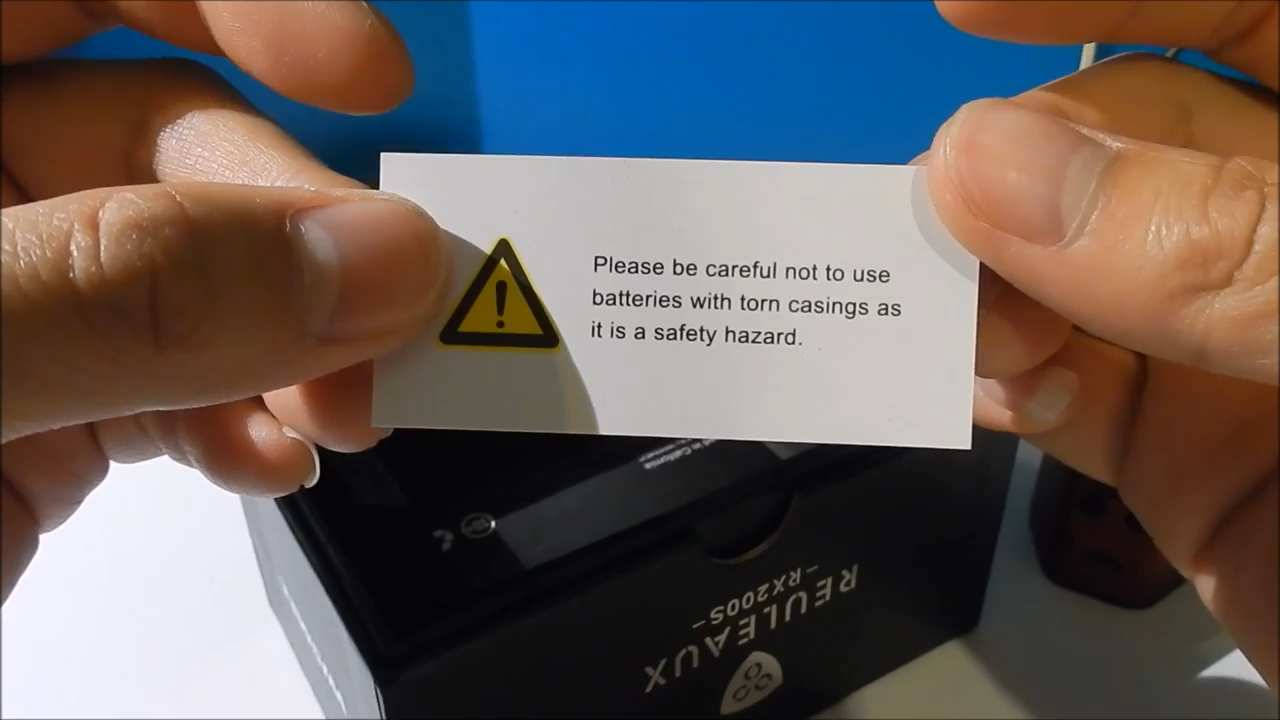 Please be careful not to use
batteries with torn casings as
it is a safety hazard.
REULEAUX
-RX200S-